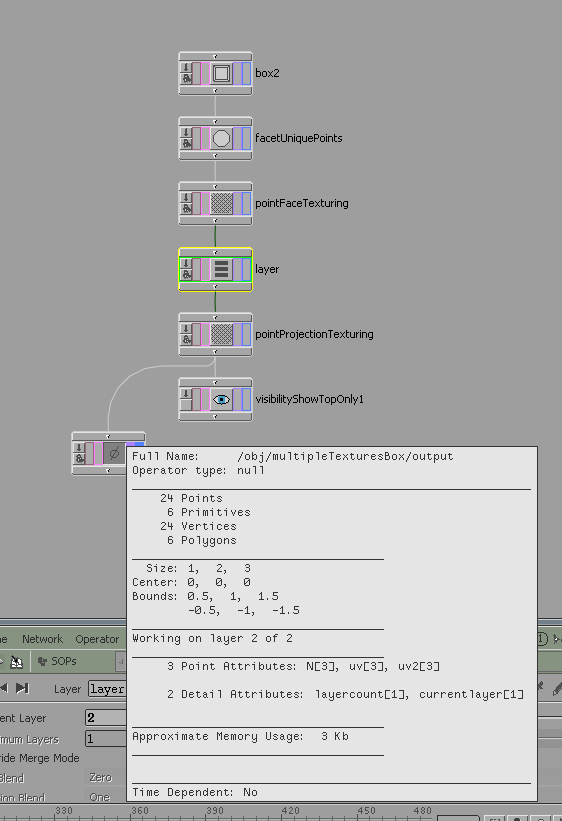 box2
facetUniquePoints
pointFaceTexturing
layer
pointProjectionTexturing
visibilityShowTopOnly1
Full Name: /obj/multipleTexturesBox/output
Operator type: null
24 Points
6 Primitives
24 Vertices
6 Polygons
Size: 1, 2, 3
Center: 0, 0, 0
Bounds: 0.5, 1, 1.5
-0.5, -1, -1.5
Working on layer 2 of 2
3 Point Attributes: N[3], uv[3], uv2[3]
2 Detail Attributes: layercount[1], currentlayer[1]
Approximate Memory Usage: 3 Kb
Time Dependent: No
ne Network Operator
SOPs
Layer layer
ent Layer 2
mum Layers 1
ride Merge Mode
Blend Zero
ion Blend One
330 360 390 420 450 480